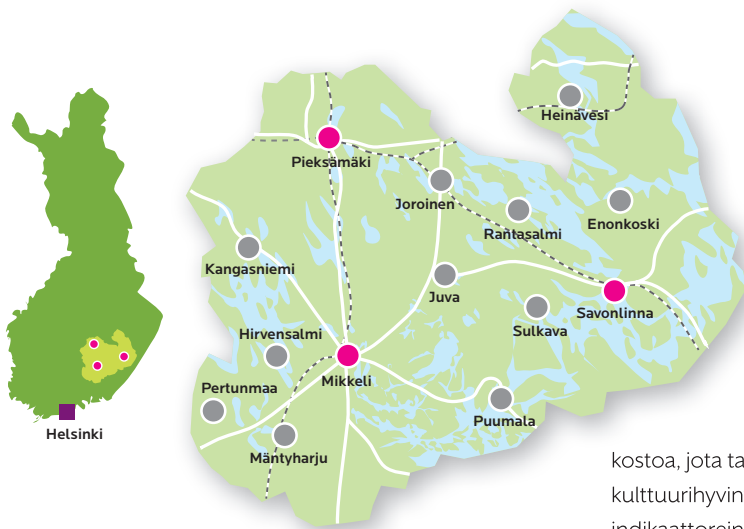 Heinävesi
Pieksämäki
Joroinen
Rantasalmi
Enonkoski
Kangasniemi
Juva
Savonlinna
Sulkava
Hirvensalmi
Mikkeli
Pertunmaa
Puumala
Mäntyharju
Helsinki
kostoa, jota ta
kulttuurihyvin